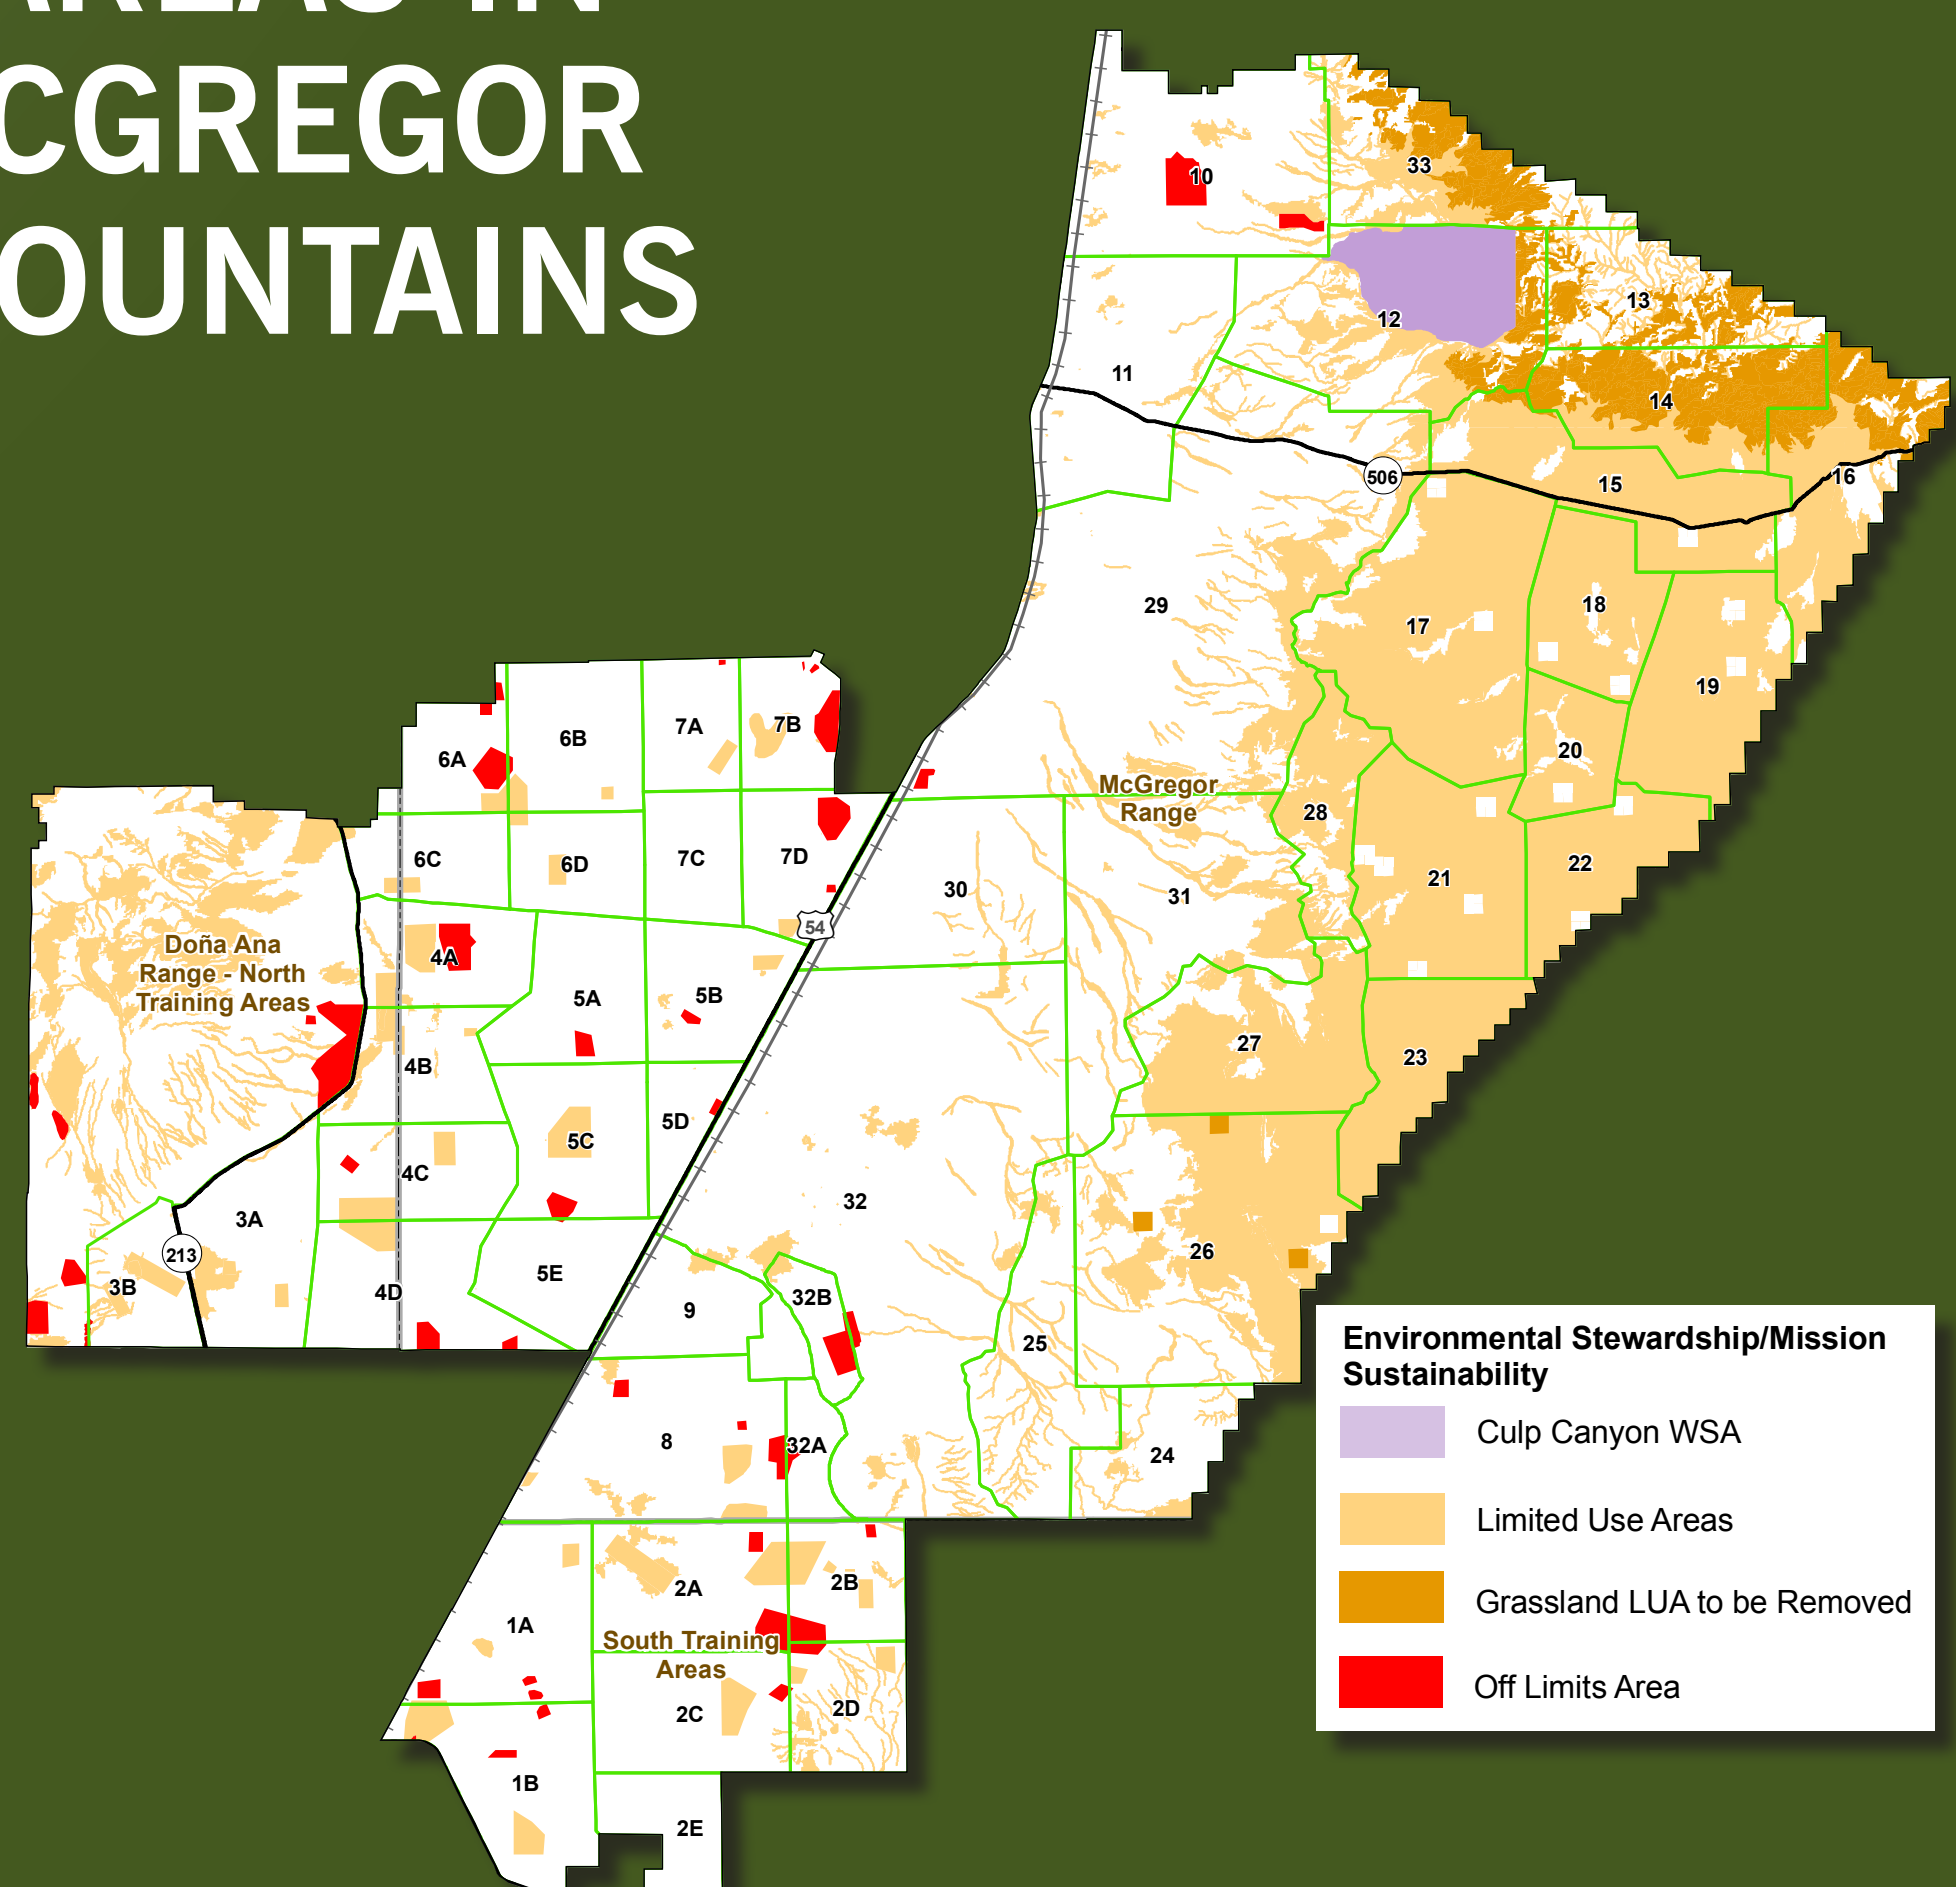 AREAS IN
CGREGOR
OUNTAINS
10
33
13
12
11
14
506
15
16
29
17
18
19
20
McGregor
Range
28
21
22
30
31
27
23
32
26
25
24
6A
6B
7A
7B
6C
6D
7C
7D
54
Doña Ana
Range - North
Training Areas
4A
5A
5B
4B
5C
5D
4C
3A
213
3B
4D
5E
9
32B
8
32A
2A
2B
1A
South Training
Areas
2C
2D
1B
2E
Environmental Stewardship/Mission
Sustainability
Culp Canyon WSA
Limited Use Areas
Grassland LUA to be Removed
Off Limits Area